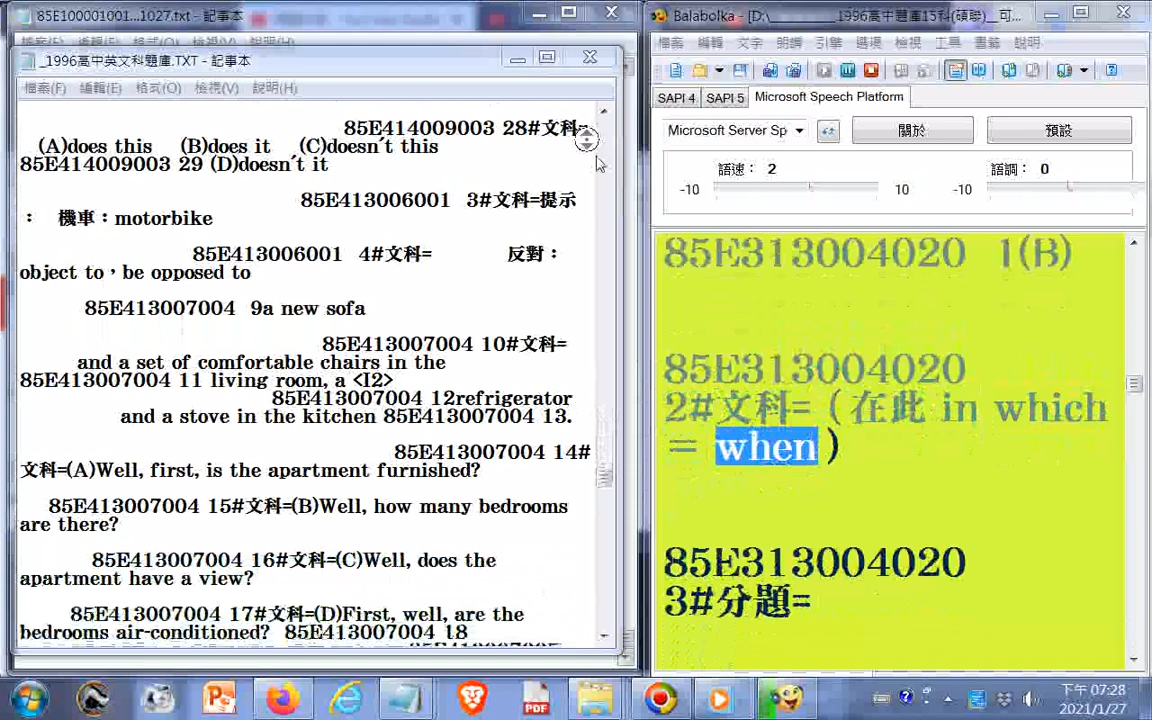 85E100001001...1027.txt - 記事本
_1996高中英文科題庫.TXT - 記事本
檔案(F) 編輯(E) 格式(O) 檢視(V) 說明(H)
85E414009003 28#文科=
(A)does this (B)does it (C)doesn't this
85E414009003 29 (D)doesn't it
85E413006001 3#文科=提示
： 機車：motorbike
85E413006001 4#文科= 反對：
object to，be opposed to
85E413007004 9a new sofa
85E413007004 10#文科=
and a set of comfortable chairs in the
85E413007004 11 living room, a <I2>
85E413007004 12refrigerator
and a stove in the kitchen 85E413007004 13.
85E413007004 14#
文科=(A)Well, first, is the apartment furnished?
85E413007004 15#文科=(B)Well, how many bedrooms
are there?
85E413007004 16#文科=(C)Well, does the
apartment have a view?
85E413007004 17#文科=(D)First, well, are the
bedrooms air-conditioned? 85E413007004 18
Balabolka - [D:\________1996高中題庫15科(碩聯)__可...
檔案 編輯 文字 朗讀 引擎 選項 檢視 工具 書籤 說明
SAPI 4 SAPI 5 Microsoft Speech Platform
Microsoft Server Sp 關於 預設
語速： 2 語調： 0
-10 10 -10
85E313004020 1(B)
85E313004020
2#文科=（在此 in which
= when）
85E313004020
3#分題=
下午 07:28
2021/1/27